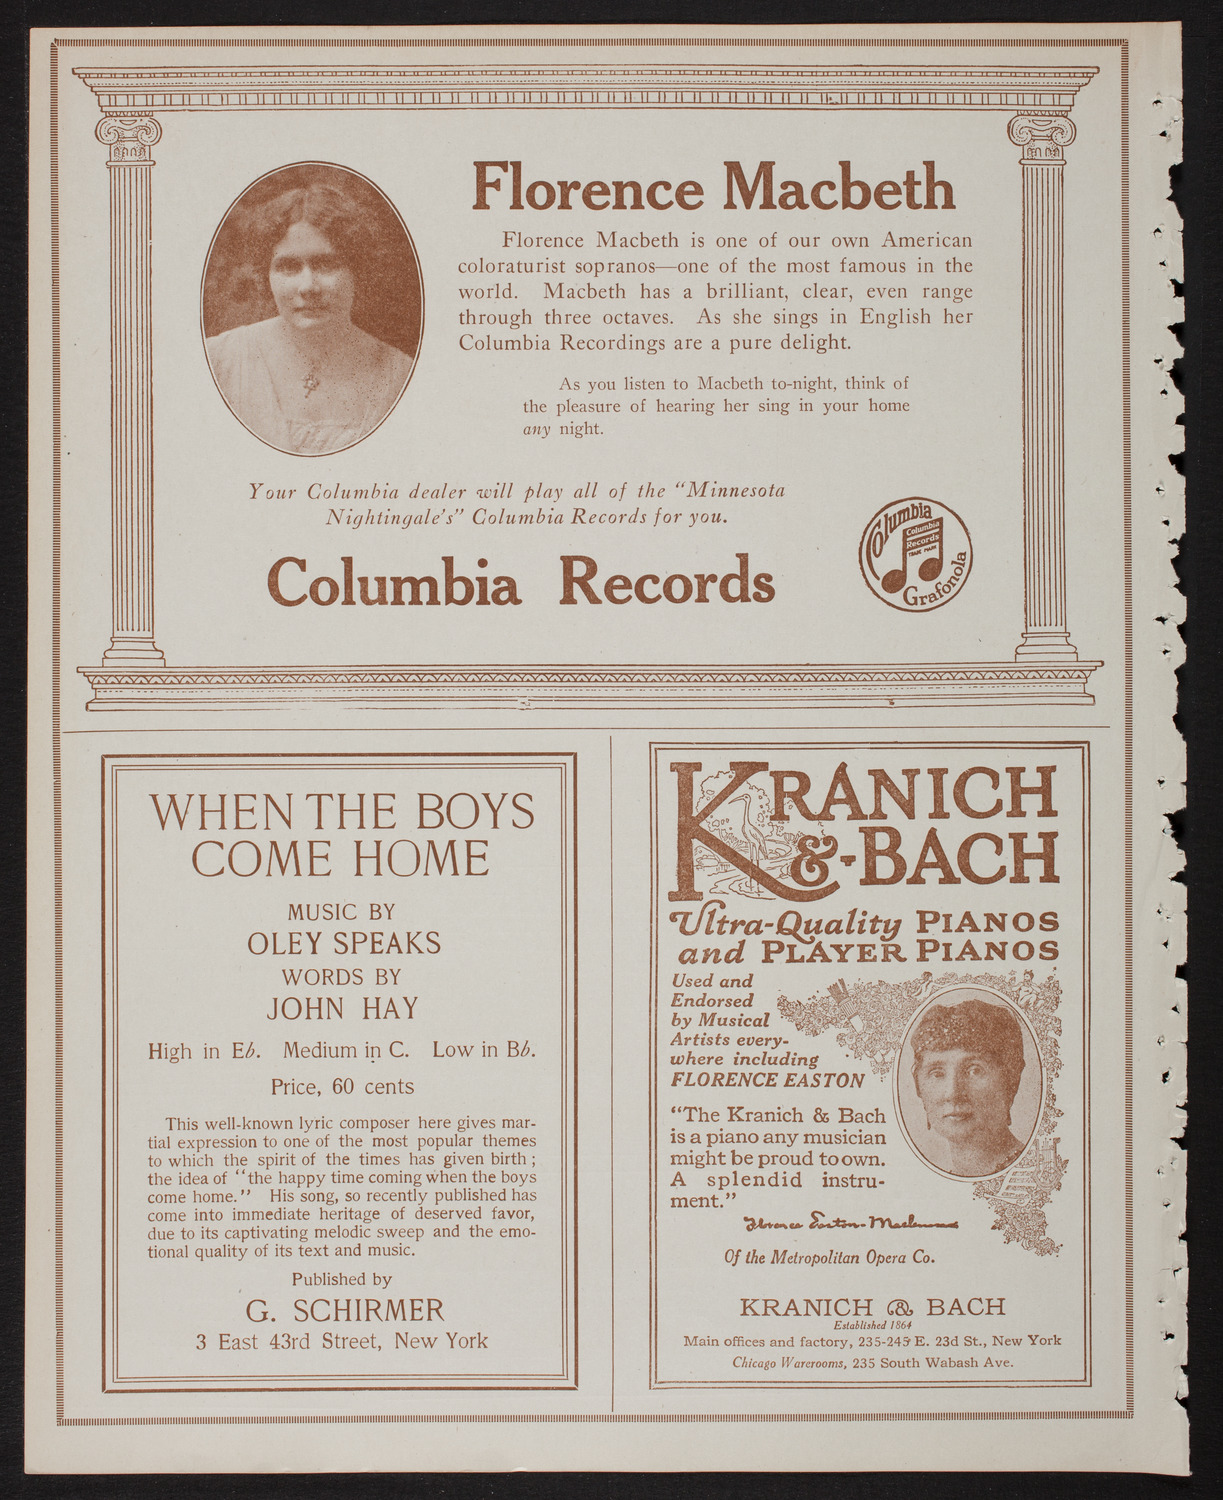 Florence Macbeth
Florence Macbeth is one of our own American
coloraturist sopranos—one of the most famous in the
world. Macbeth has a brilliant, clear, even range
through three octaves. As she sings in English her
Columbia Recordings are a pure delight.
As you listen to Macbeth to-night, think of
the pleasure of hearing her sing in your home
any night.
Your Columbia dealer will play all of the “Minnesota
Nightingale's” Columbia Records for you.
Columbia Records
Columbia
Columbia
Records
TRADE MARK
Grafonola
WHEN THE BOYS
COME HOME
MUSIC BY
OLEY SPEAKS
WORDS BY
JOHN HAY
High in E♭. Medium in C. Low in B♭.
Price, 60 cents
This well-known lyric composer here gives mar-
tial expression to one of the most popular themes
to which the spirit of the times has given birth;
the idea of “the happy time coming when the boys
come home.” His song, so recently published has
come into immediate heritage of deserved favor,
due to its captivating melodic sweep and the emo-
tional quality of its text and music.
Published by
G. SCHIRMER
3 East 43rd Street, New York
KRANICH
&-BACH
Ultra-Quality PIANOS
and PLAYER PIANOS
Used and
Endorsed
by Musical
Artists every-
where including
FLORENCE EASTON
“The Kranich & Bach
is a piano any musician
might be proud to own.
A splendid instru-
ment.”
Florence Easton-Maclennan
Of the Metropolitan Opera Co.
KRANICH & BACH
Established 1864
Main offices and factory, 235-245 E. 23d St., New York
Chicago Warerooms, 235 South Wabash Ave.